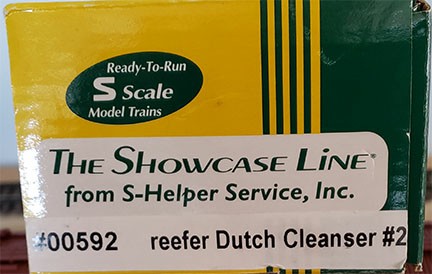 Ready-To-Run
S Scale
Model Trains
THE SHOWCASE LINE®
from S-Helper Service, Inc.
#00592 reefer Dutch Cleanser #2